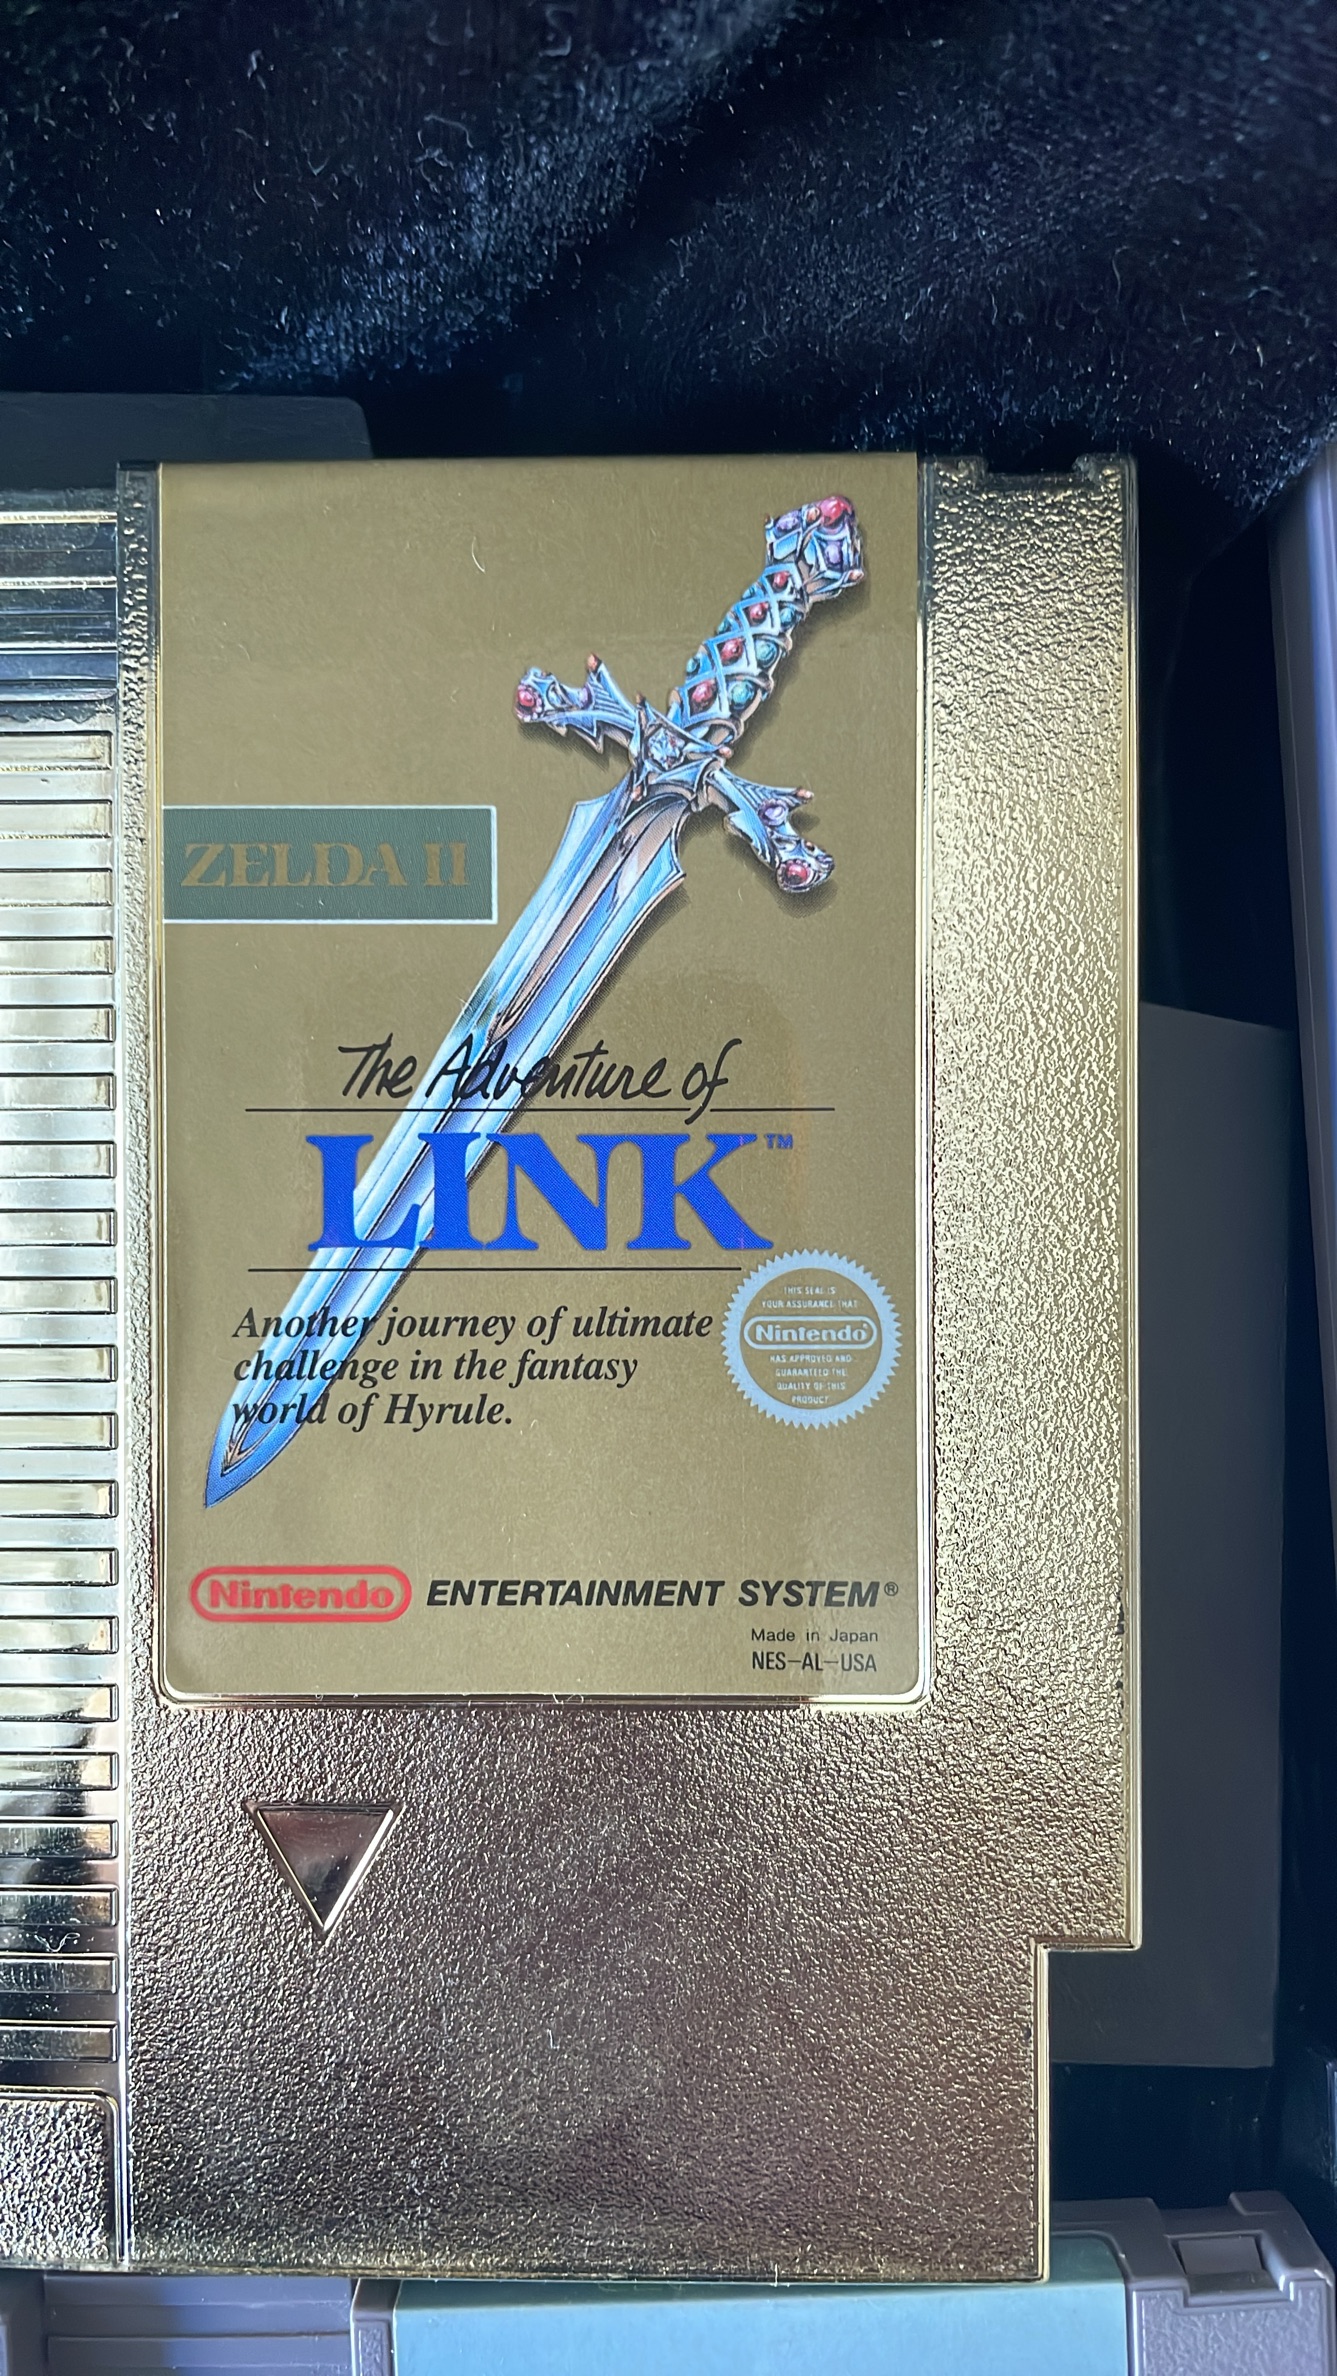 ZELDA II
The Adventure of
LINK™
Another journey of ultimate
challenge in the fantasy
world of Hyrule.
THIS SEAL IS
YOUR ASSURANCE THAT
Nintendo®
HAS APPROVED AND
GUARANTEED THE
QUALITY OF THIS
PRODUCT.
Nintendo ENTERTAINMENT SYSTEM®
Made in Japan
NES-AL-USA